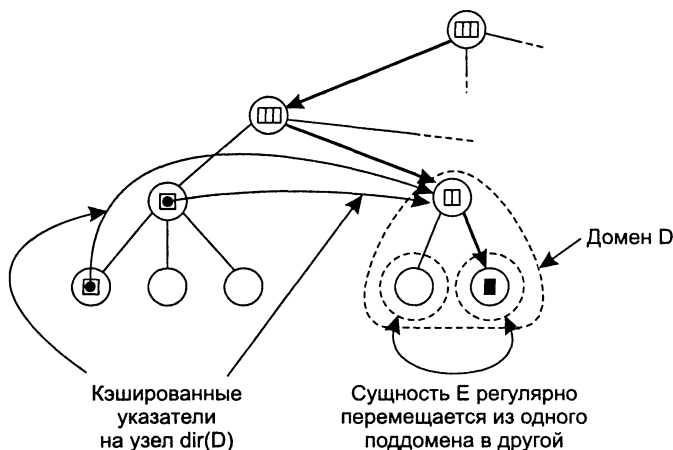 Домен D
Кэшированные
указатели
на узел dir(D)
Сущность Е регулярно
перемещается из одного
поддомена в другой